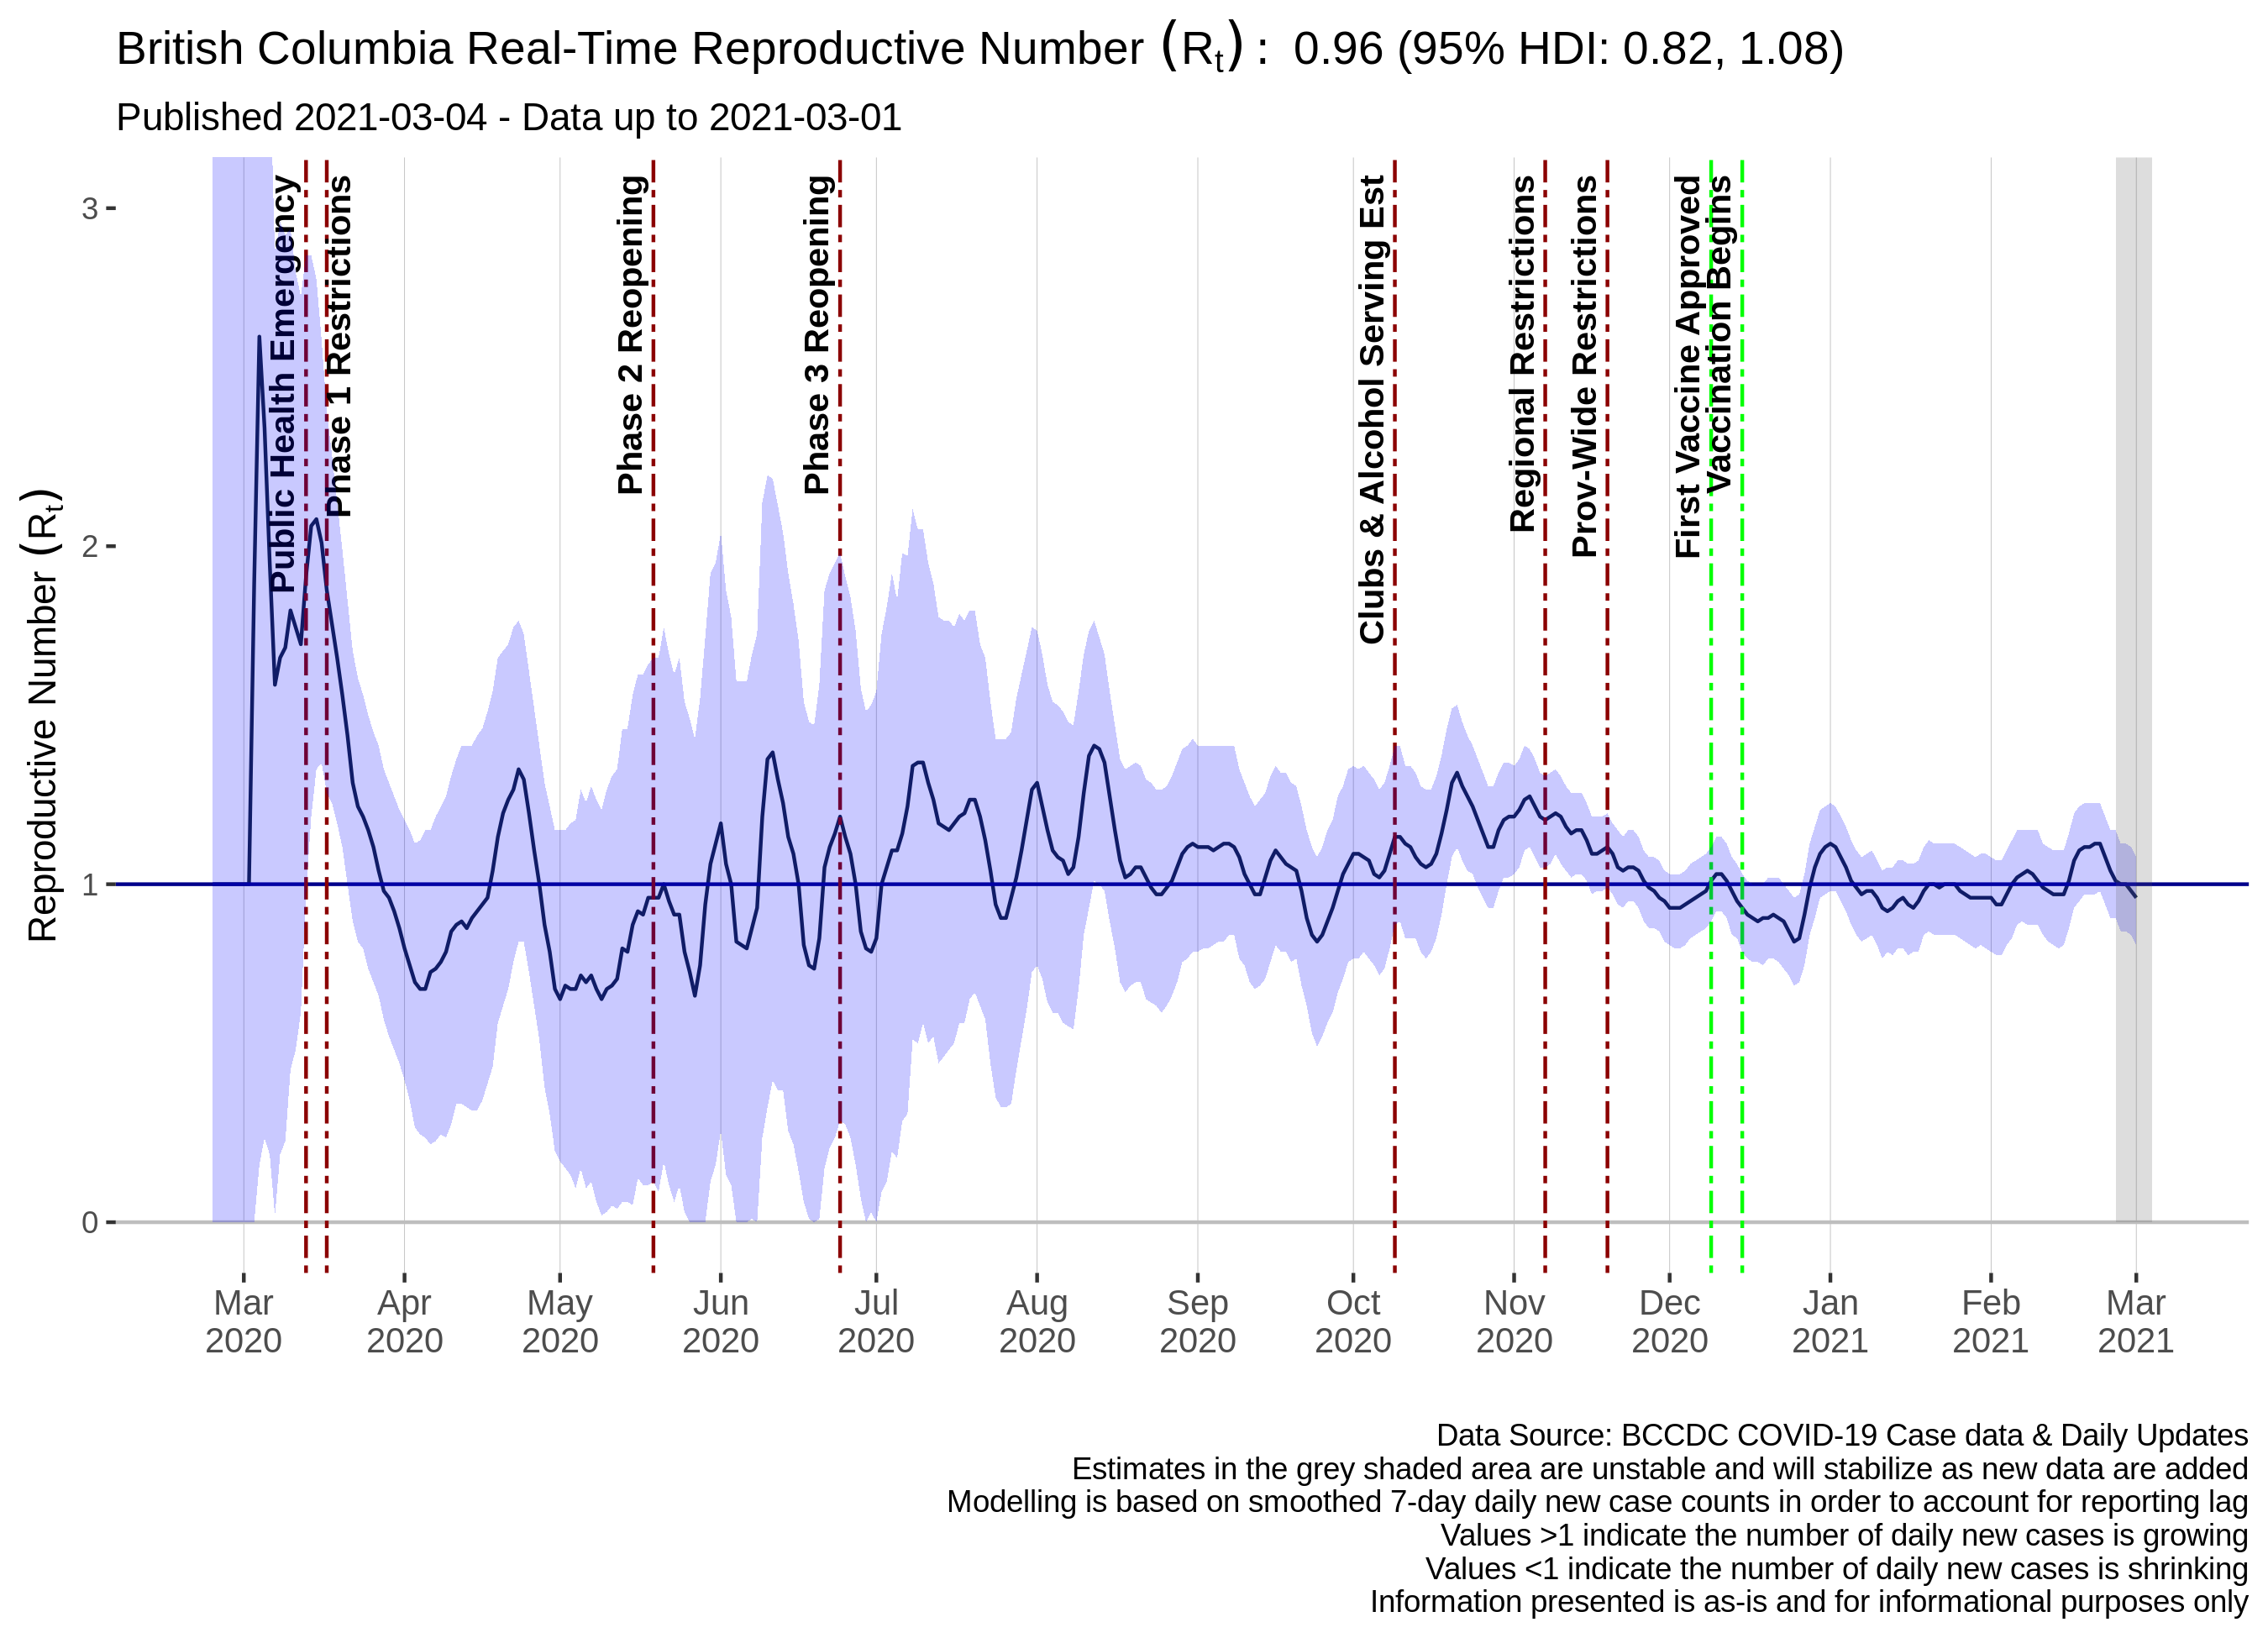 British Columbia Real-Time Reproductive Number (Rt) : 0.96 (95% HDI: 0.82, 1.08)
Published 2021-03-04 - Data up to 2021-03-01
Reproductive Number (Rt)
3
2
1
0
Public Health Emergency
Phase 1 Restrictions
Phase 2 Reopening
Phase 3 Reopening
Clubs & Alcohol Serving Est
Regional Restrictions
Prov-Wide Restrictions
First Vaccine Approved
Vaccination Begins
Mar 2020
Apr 2020
May 2020
Jun 2020
Jul 2020
Aug 2020
Sep 2020
Oct 2020
Nov 2020
Dec 2020
Jan 2021
Feb 2021
Mar 2021
Data Source: BCCDC COVID-19 Case data & Daily Updates
Estimates in the grey shaded area are unstable and will stabilize as new data are added
Modelling is based on smoothed 7-day daily new case counts in order to account for reporting lag
Values >1 indicate the number of daily new cases is growing
Values <1 indicate the number of daily new cases is shrinking
Information presented is as-is and for informational purposes only